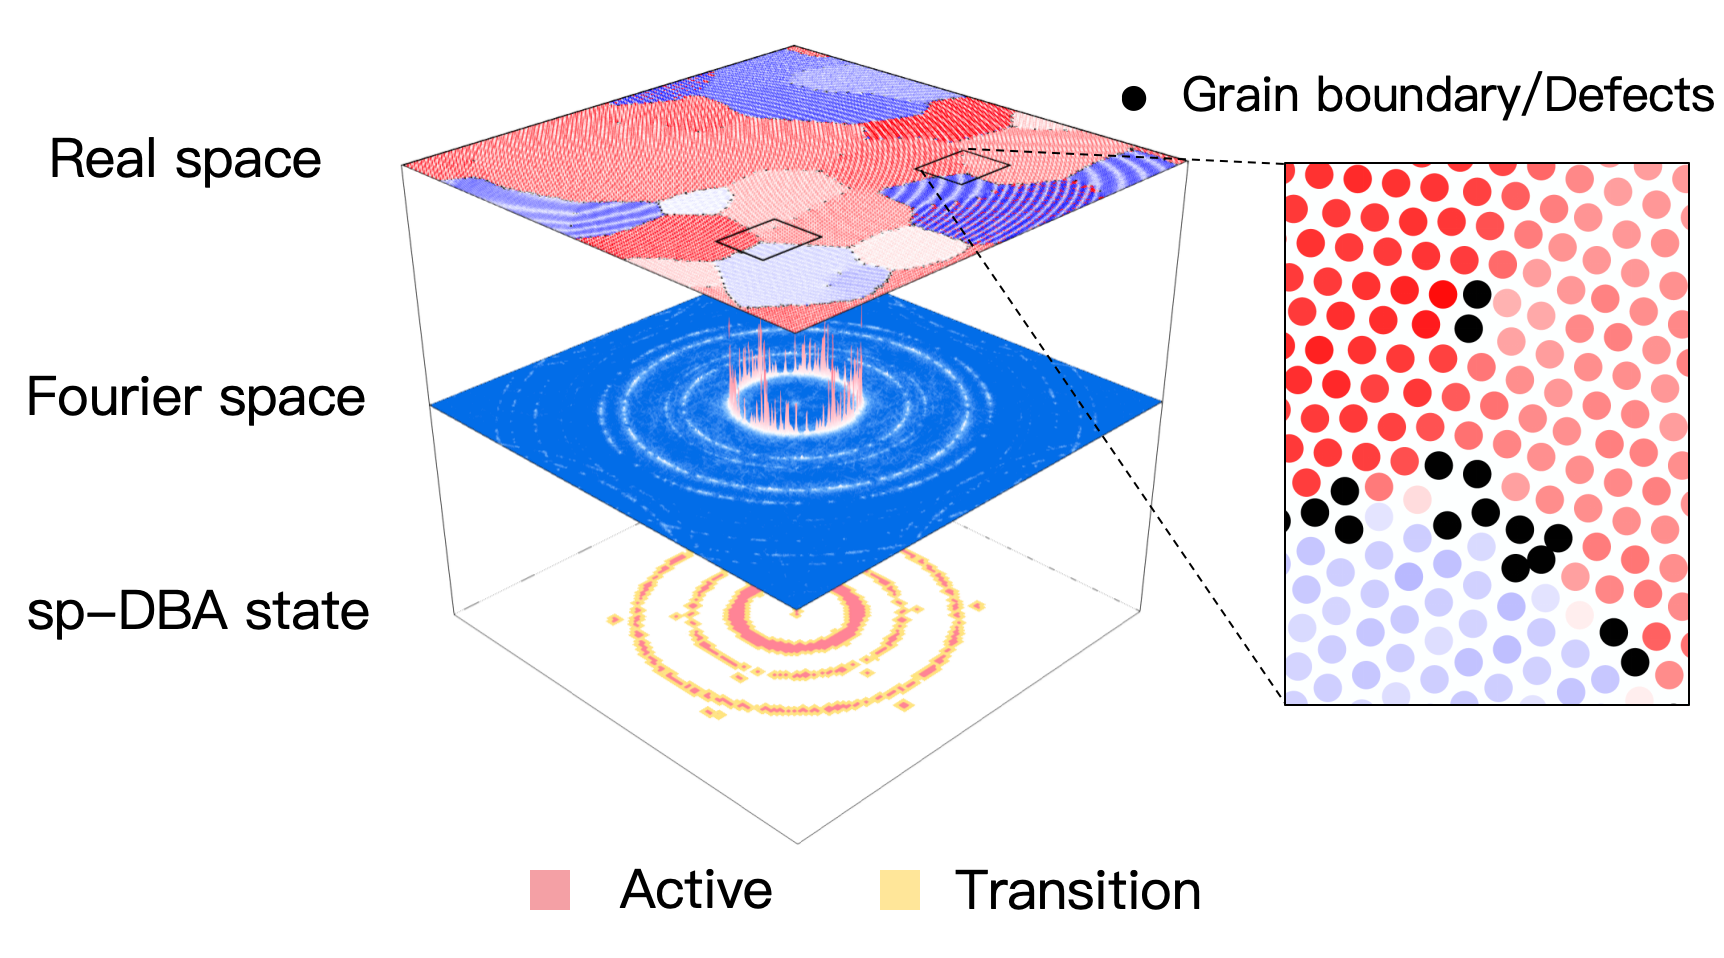 Grain boundary/Defects
Real space
Fourier space
sp-DBA state
Active
Transition